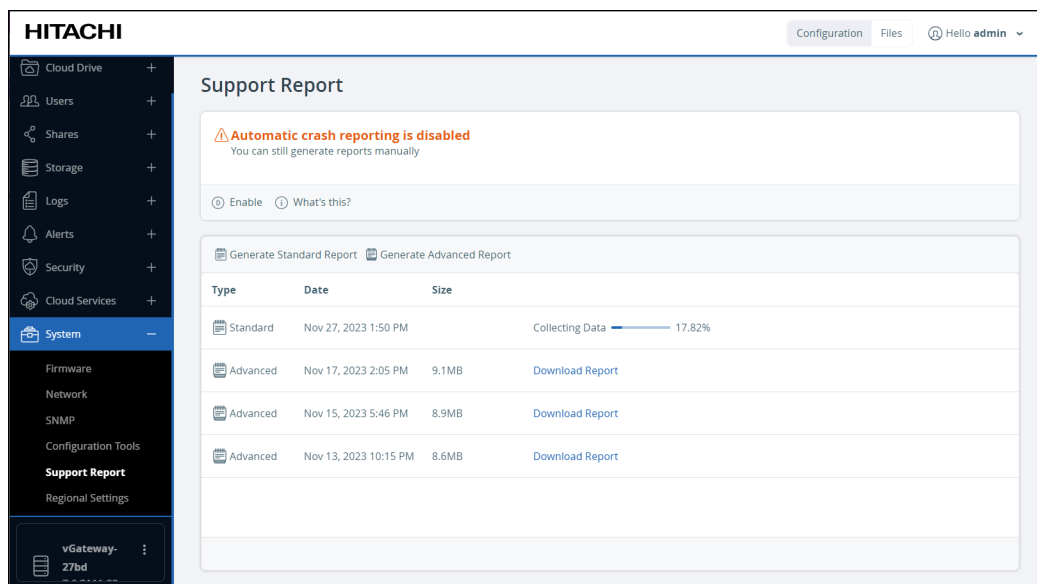 HITACHI
Configuration Files Hello admin
Cloud Drive
Users
Shares
Storage
Logs
Alerts
Security
Cloud Services
System
Firmware
Network
SNMP
Configuration Tools
Support Report
Regional Settings
vGateway-
27bd
Support Report
Automatic crash reporting is disabled
You can still generate reports manually
Enable What's this?
Generate Standard Report Generate Advanced Report
Type Date Size
Standard Nov 27, 2023 1:50 PM Collecting Data 17.82%
Advanced Nov 17, 2023 2:05 PM 9.1MB Download Report
Advanced Nov 15, 2023 5:46 PM 8.9MB Download Report
Advanced Nov 13, 2023 10:15 PM 8.6MB Download Report